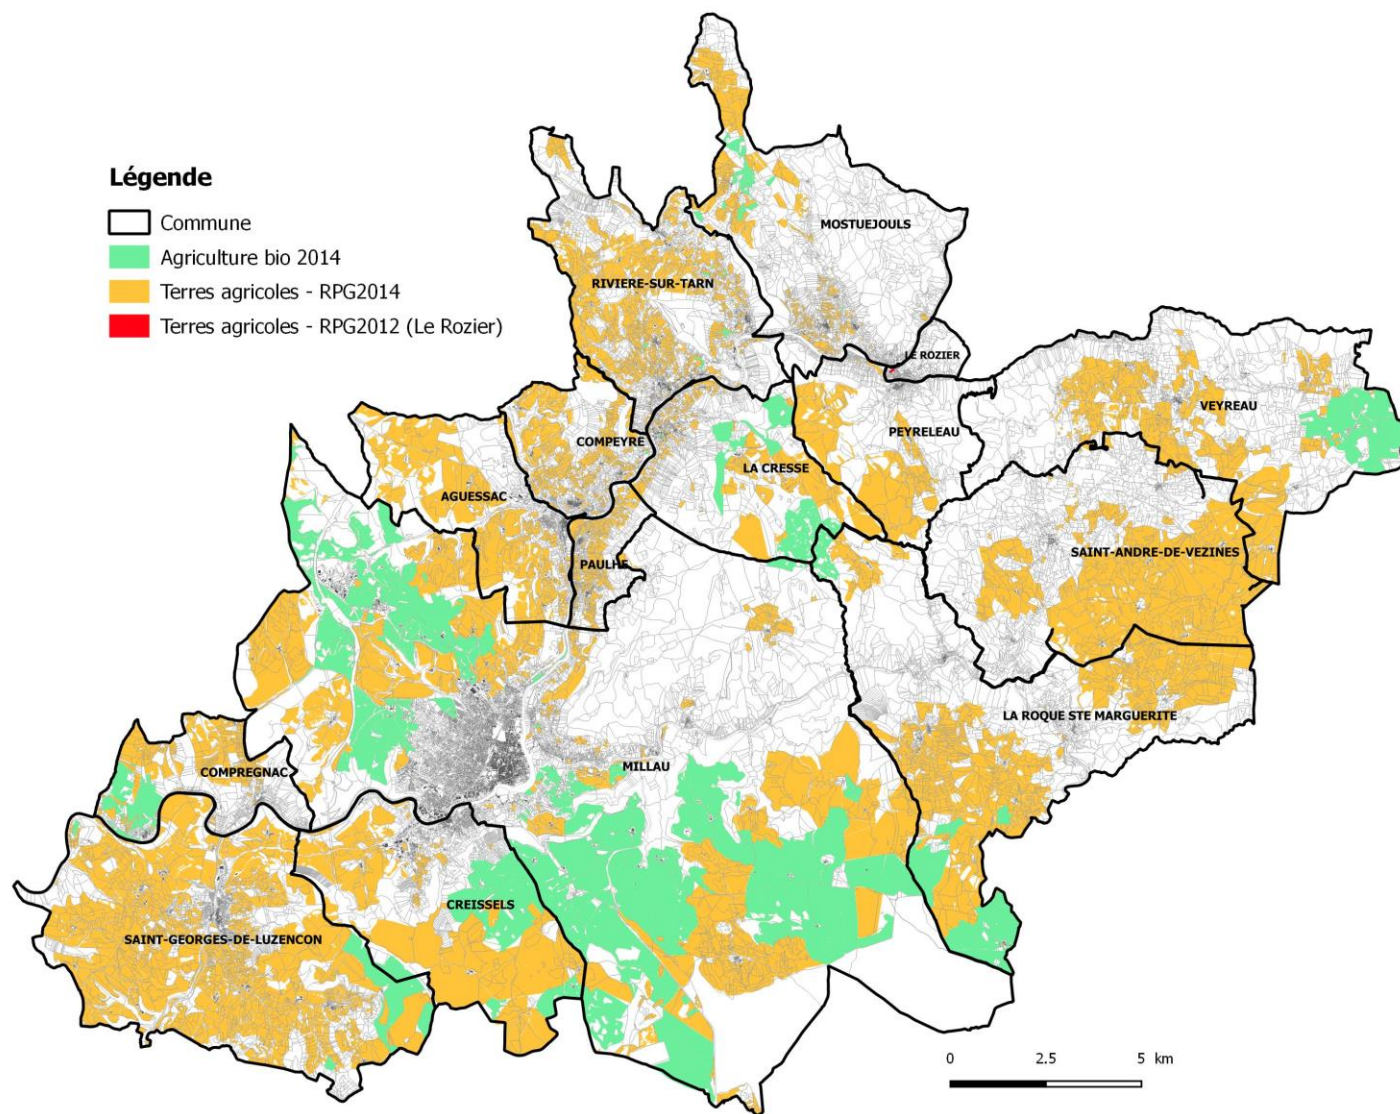 Légende
Commune
Agriculture bio 2014
Terres agricoles - RPG2014
Terres agricoles - RPG2012 (Le Rozier)
MOSTUEJOULS
RIVIERE-SUR-TARN
LE ROZIER
VEYREAU
PEYRELEAU
COMPEYRE
LA CRESSE
AGUESSAC
SAINT-ANDRE-DE-VEZINES
PAULHE
LA ROQUE STE MARGUERITE
MILLAU
COMPREGNAC
CREISSELS
SAINT-GEORGES-DE-LUZENCON
0 2.5 5 km